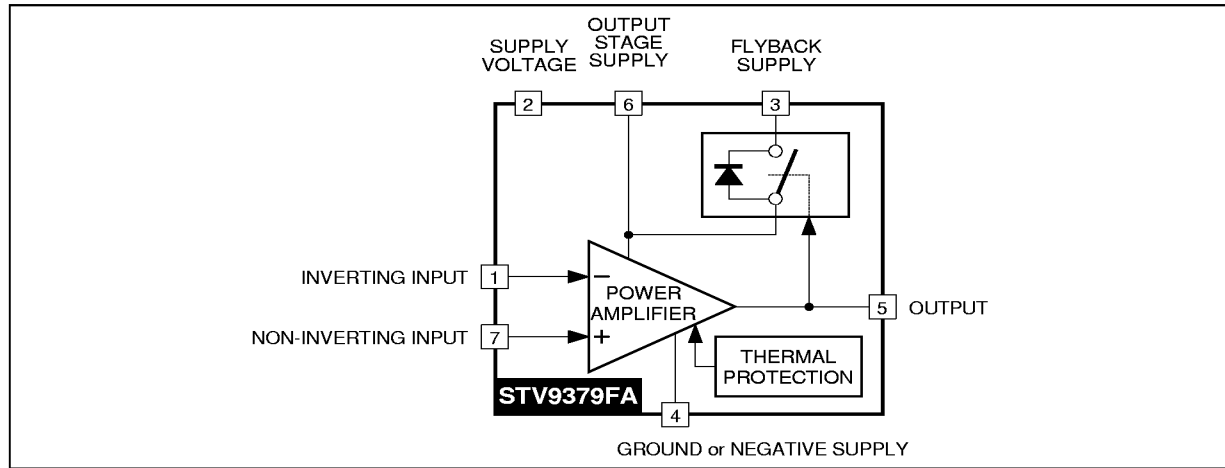 SUPPLY
VOLTAGE
OUTPUT
STAGE
SUPPLY
FLYBACK
SUPPLY
2
6
3
INVERTING INPUT
1
−
POWER
AMPLIFIER
5
OUTPUT
NON-INVERTING INPUT
7
+
THERMAL
PROTECTION
STV9379FA
4
GROUND or NEGATIVE SUPPLY